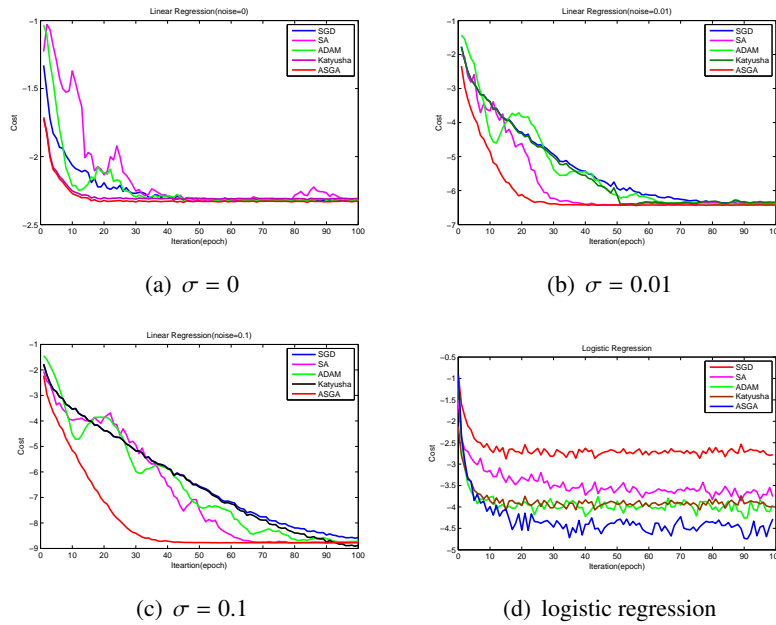 Linear Regression(noise=0)
−1
−1.5
−2
−2.5
Cost
1 10 20 30 40 50 60 70 80 90 100
Iteration(epoch)
SGD
SA
ADAM
Katyusha
ASGA
(a) σ = 0
Linear Regression(noise=0.01)
−1
−2
−3
−4
−5
−6
−7
Cost
1 10 20 30 40 50 60 70 80 90 100
Iteration(epoch)
SGD
SA
ADAM
Katyusha
ASGA
(b) σ = 0.01
Linear Regression(noise=0.1)
−1
−2
−3
−4
−5
−6
−7
−8
−9
Cost
1 10 20 30 40 50 60 70 80 90 100
Iteration(epoch)
SGD
SA
ADAM
Katyusha
ASGA
(c) σ = 0.1
Logistic Regression
−0.5
−1
−1.5
−2
−2.5
−3
−3.5
−4
−4.5
−5
Cost
0 10 20 30 40 50 60 70 80 90 100
Iteration(epoch)
SGD
SA
ADAM
Katyusha
ASGA
(d) logistic regression